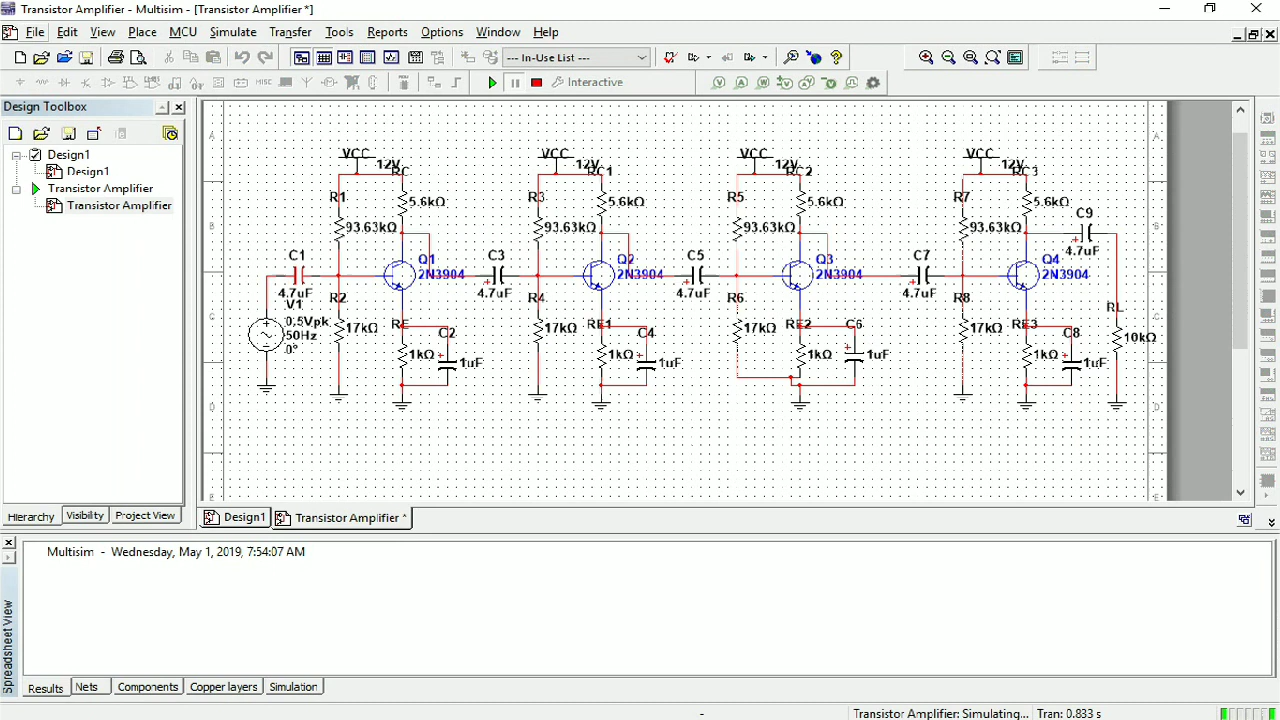 Transistor Amplifier - Multisim - [Transistor Amplifier *]
File Edit View Place MCU Simulate Transfer Tools Reports Options Window Help
--- In-Use List ---
Interactive
Design Toolbox
Design1
Design1
Transistor Amplifier
Transistor Amplifier
Hierarchy Visibility Project View
A A
VCC VCC VCC VCC
12V 12V 12V 12V
RC RC1 RC2 RC3
R1 R3 R5 R7
5.6kΩ 5.6kΩ 5.6kΩ 5.6kΩ
C9
B 93.63kΩ 93.63kΩ 93.63kΩ 93.63kΩ B
4.7uF
C1 Q1 C3 Q2 C5 Q3 C7 Q4
2N3904 2N3904 2N3904 2N3904
4.7uF 4.7uF 4.7uF 4.7uF
V1 R2 R4 R6 R8
RL
0.5Vpk
C RE RE1 RE2 RE3 C
17kΩ 17kΩ 17kΩ 17kΩ
50Hz C2 C4 C6 C8 10kΩ
0°
1kΩ 1kΩ 1kΩ 1kΩ
1uF 1uF 1uF 1uF
D D
E E
Design1 Transistor Amplifier *
Multisim - Wednesday, May 1, 2019, 7:54:07 AM
Spreadsheet View
Results Nets Components Copper layers Simulation
- Transistor Amplifier: Simulating... Tran: 0.833 s